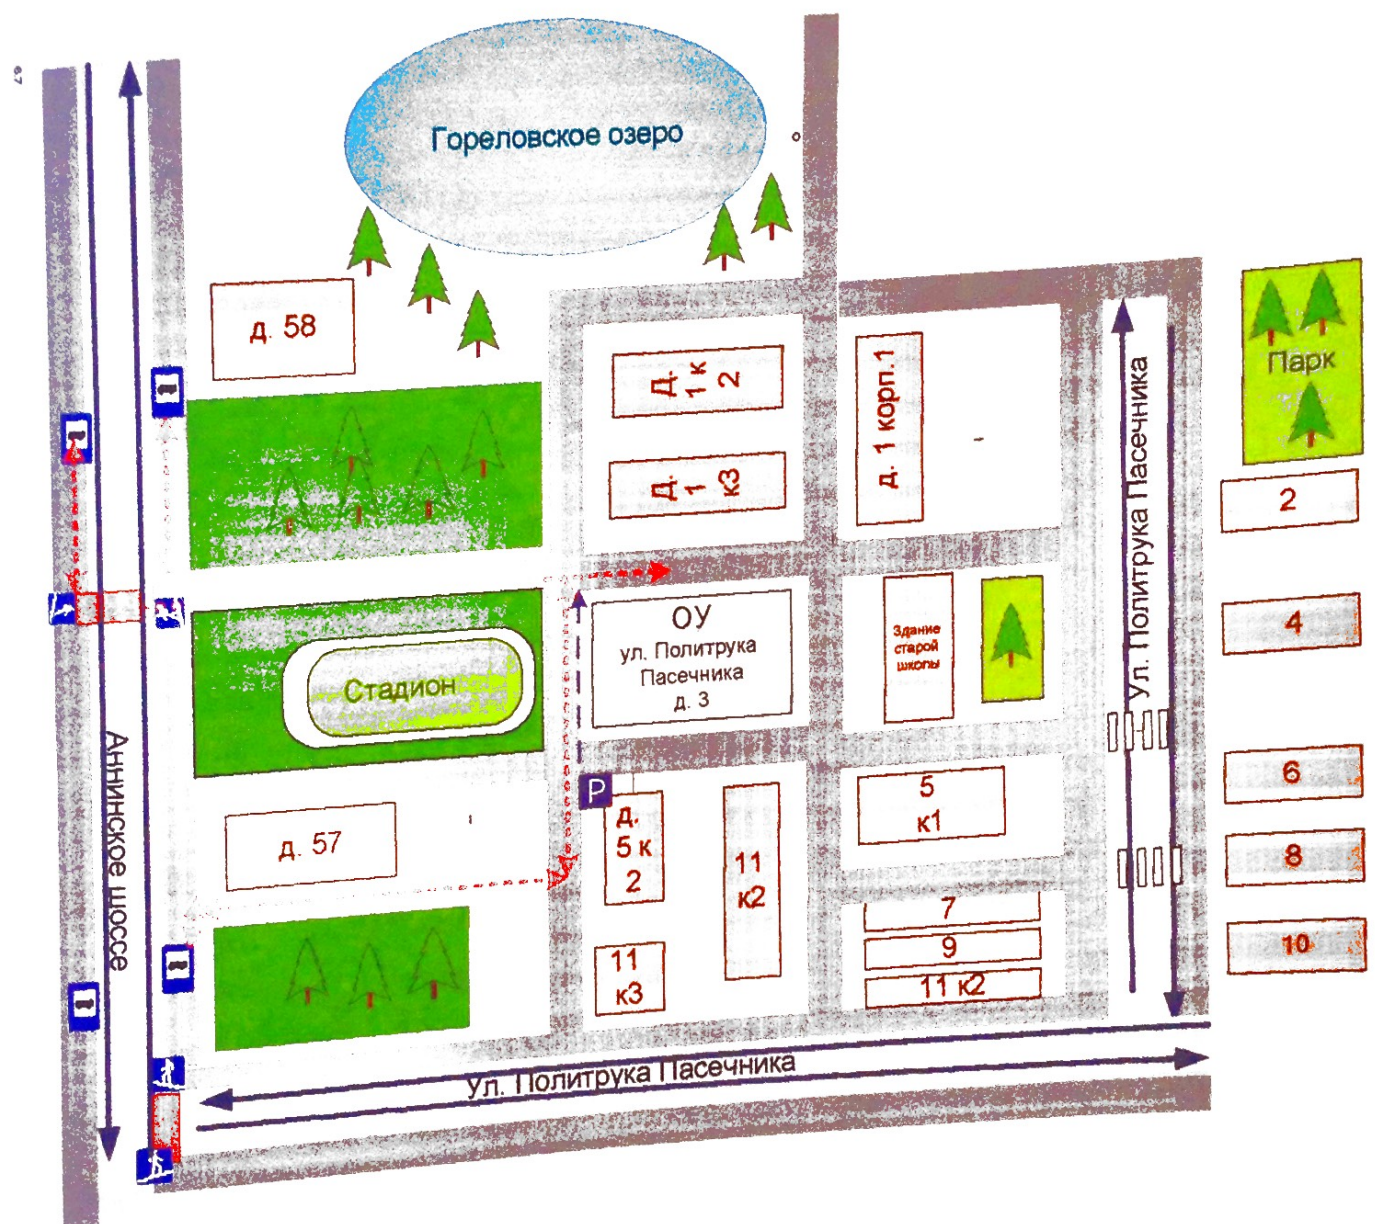 67
Гореловское озеро
д. 58
Д.
1 к
2
Д.
1
к3
д. 1 корп.1
Ул. Политрука Пасечника
Парк
2
4
6
8
10
ОУ
ул. Политрука
Пасечника
д. 3
Здание
старой
школы
Стадион
Аннинское шоссе
P
д.
5 к
2
11
к2
5
к1
д. 57
7
9
11 к2
11
к3
Ул. Политрука Пасечника